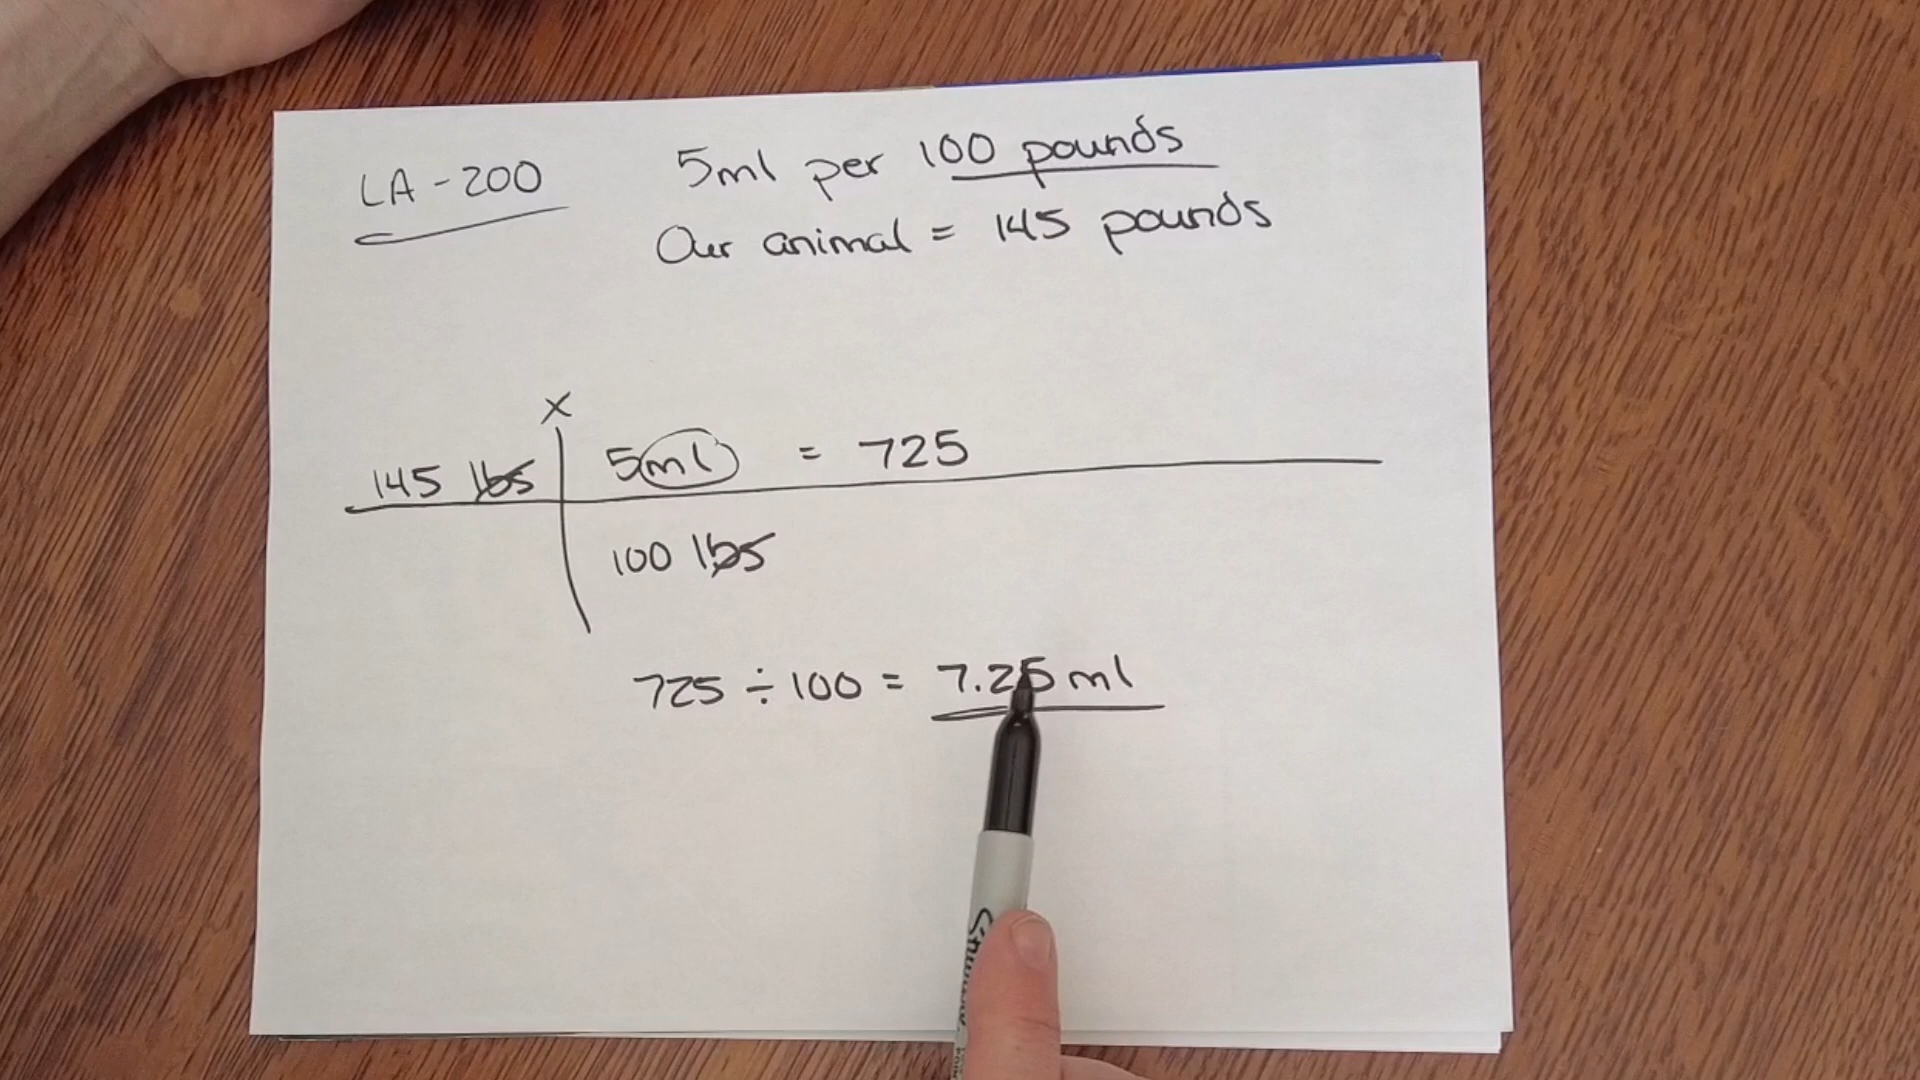 LA-200
5ml per 100 pounds
Our animal = 145 pounds
x
145 lbs 5ml = 725
100 lbs
725 ÷ 100 = 7.25 ml
Sharpie